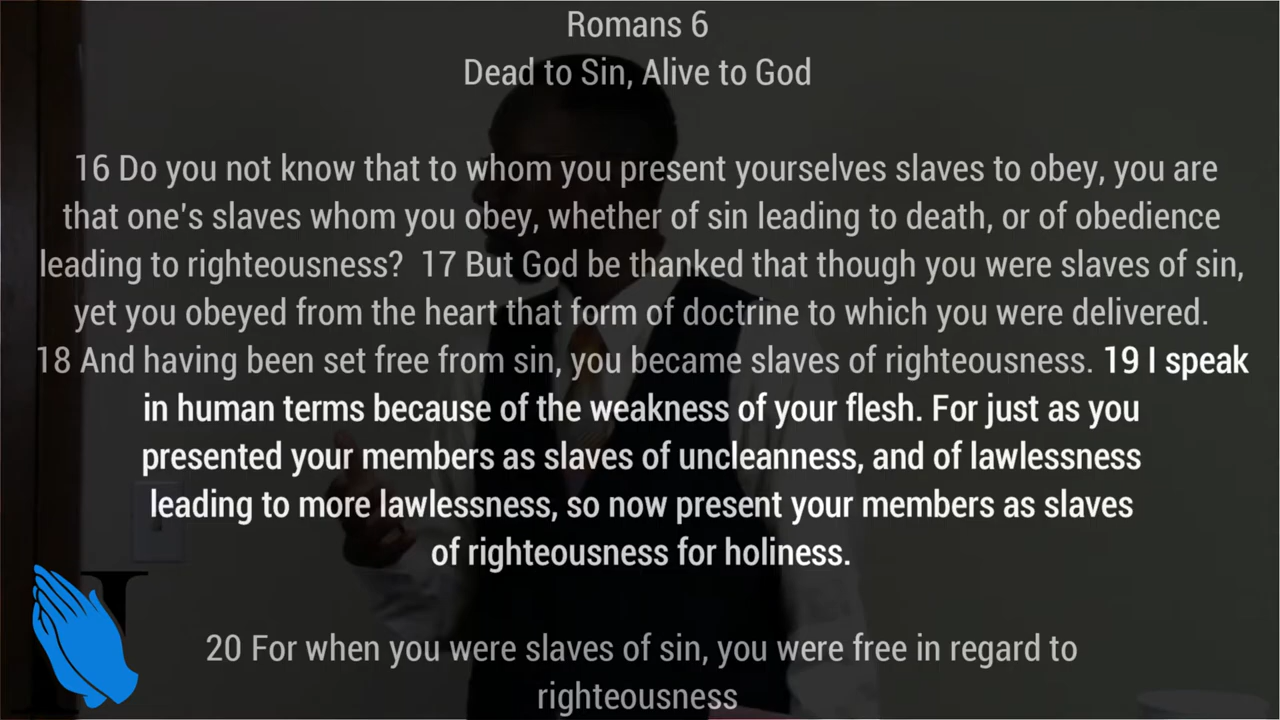 Romans 6
Dead to Sin, Alive to God
16 Do you not know that to whom you present yourselves slaves to obey, you are
that one's slaves whom you obey, whether of sin leading to death, or of obedience
leading to righteousness?  17 But God be thanked that though you were slaves of sin,
yet you obeyed from the heart that form of doctrine to which you were delivered.
18 And having been set free from sin, you became slaves of righteousness. 19 I speak
in human terms because of the weakness of your flesh. For just as you
presented your members as slaves of uncleanness, and of lawlessness
leading to more lawlessness, so now present your members as slaves
of righteousness for holiness.
20 For when you were slaves of sin, you were free in regard to
righteousness